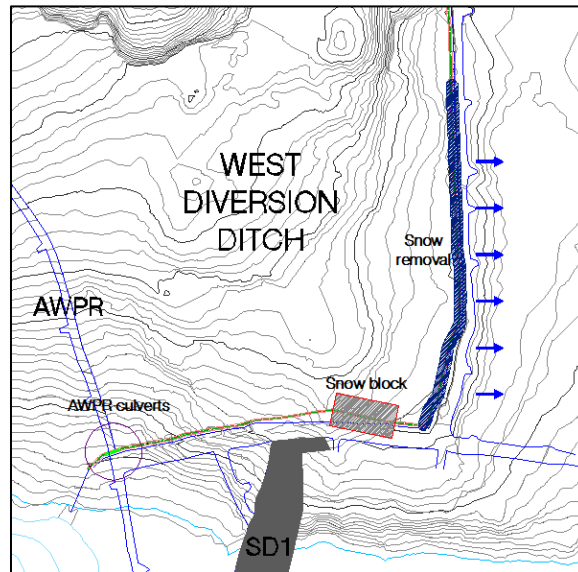 WEST
DIVERSION
DITCH
Snow
removal
AWPR
Snow block
AWPR culverts
SD1